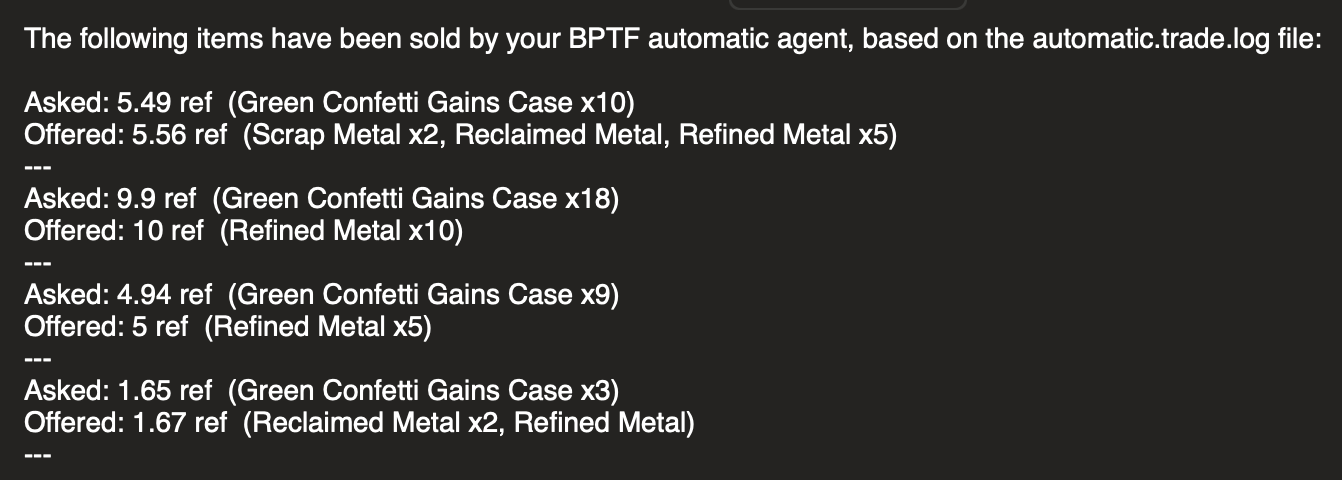 The following items have been sold by your BPTF automatic agent, based on the automatic.trade.log file:
Asked: 5.49 ref  (Green Confetti Gains Case x10)
Offered: 5.56 ref  (Scrap Metal x2, Reclaimed Metal, Refined Metal x5)
---
Asked: 9.9 ref  (Green Confetti Gains Case x18)
Offered: 10 ref  (Refined Metal x10)
---
Asked: 4.94 ref  (Green Confetti Gains Case x9)
Offered: 5 ref  (Refined Metal x5)
---
Asked: 1.65 ref  (Green Confetti Gains Case x3)
Offered: 1.67 ref  (Reclaimed Metal x2, Refined Metal)
---